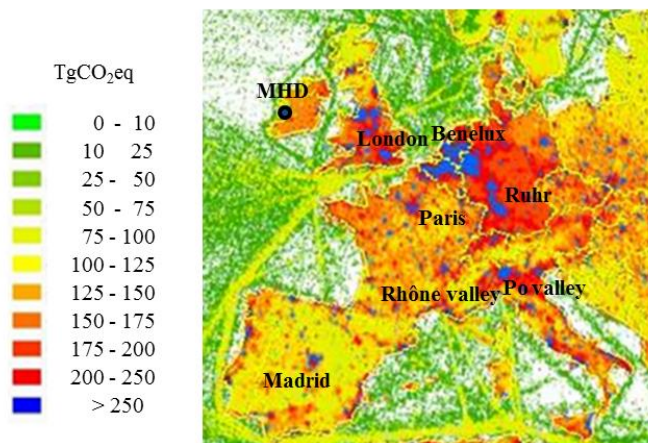 TgCO₂eq
0 - 10
10 25
25 - 50
50 - 75
75 - 100
100 - 125
125 - 150
150 - 175
175 - 200
200 - 250
> 250
MHD
London
Benelux
Ruhr
Paris
Rhône valley
Po valley
Madrid